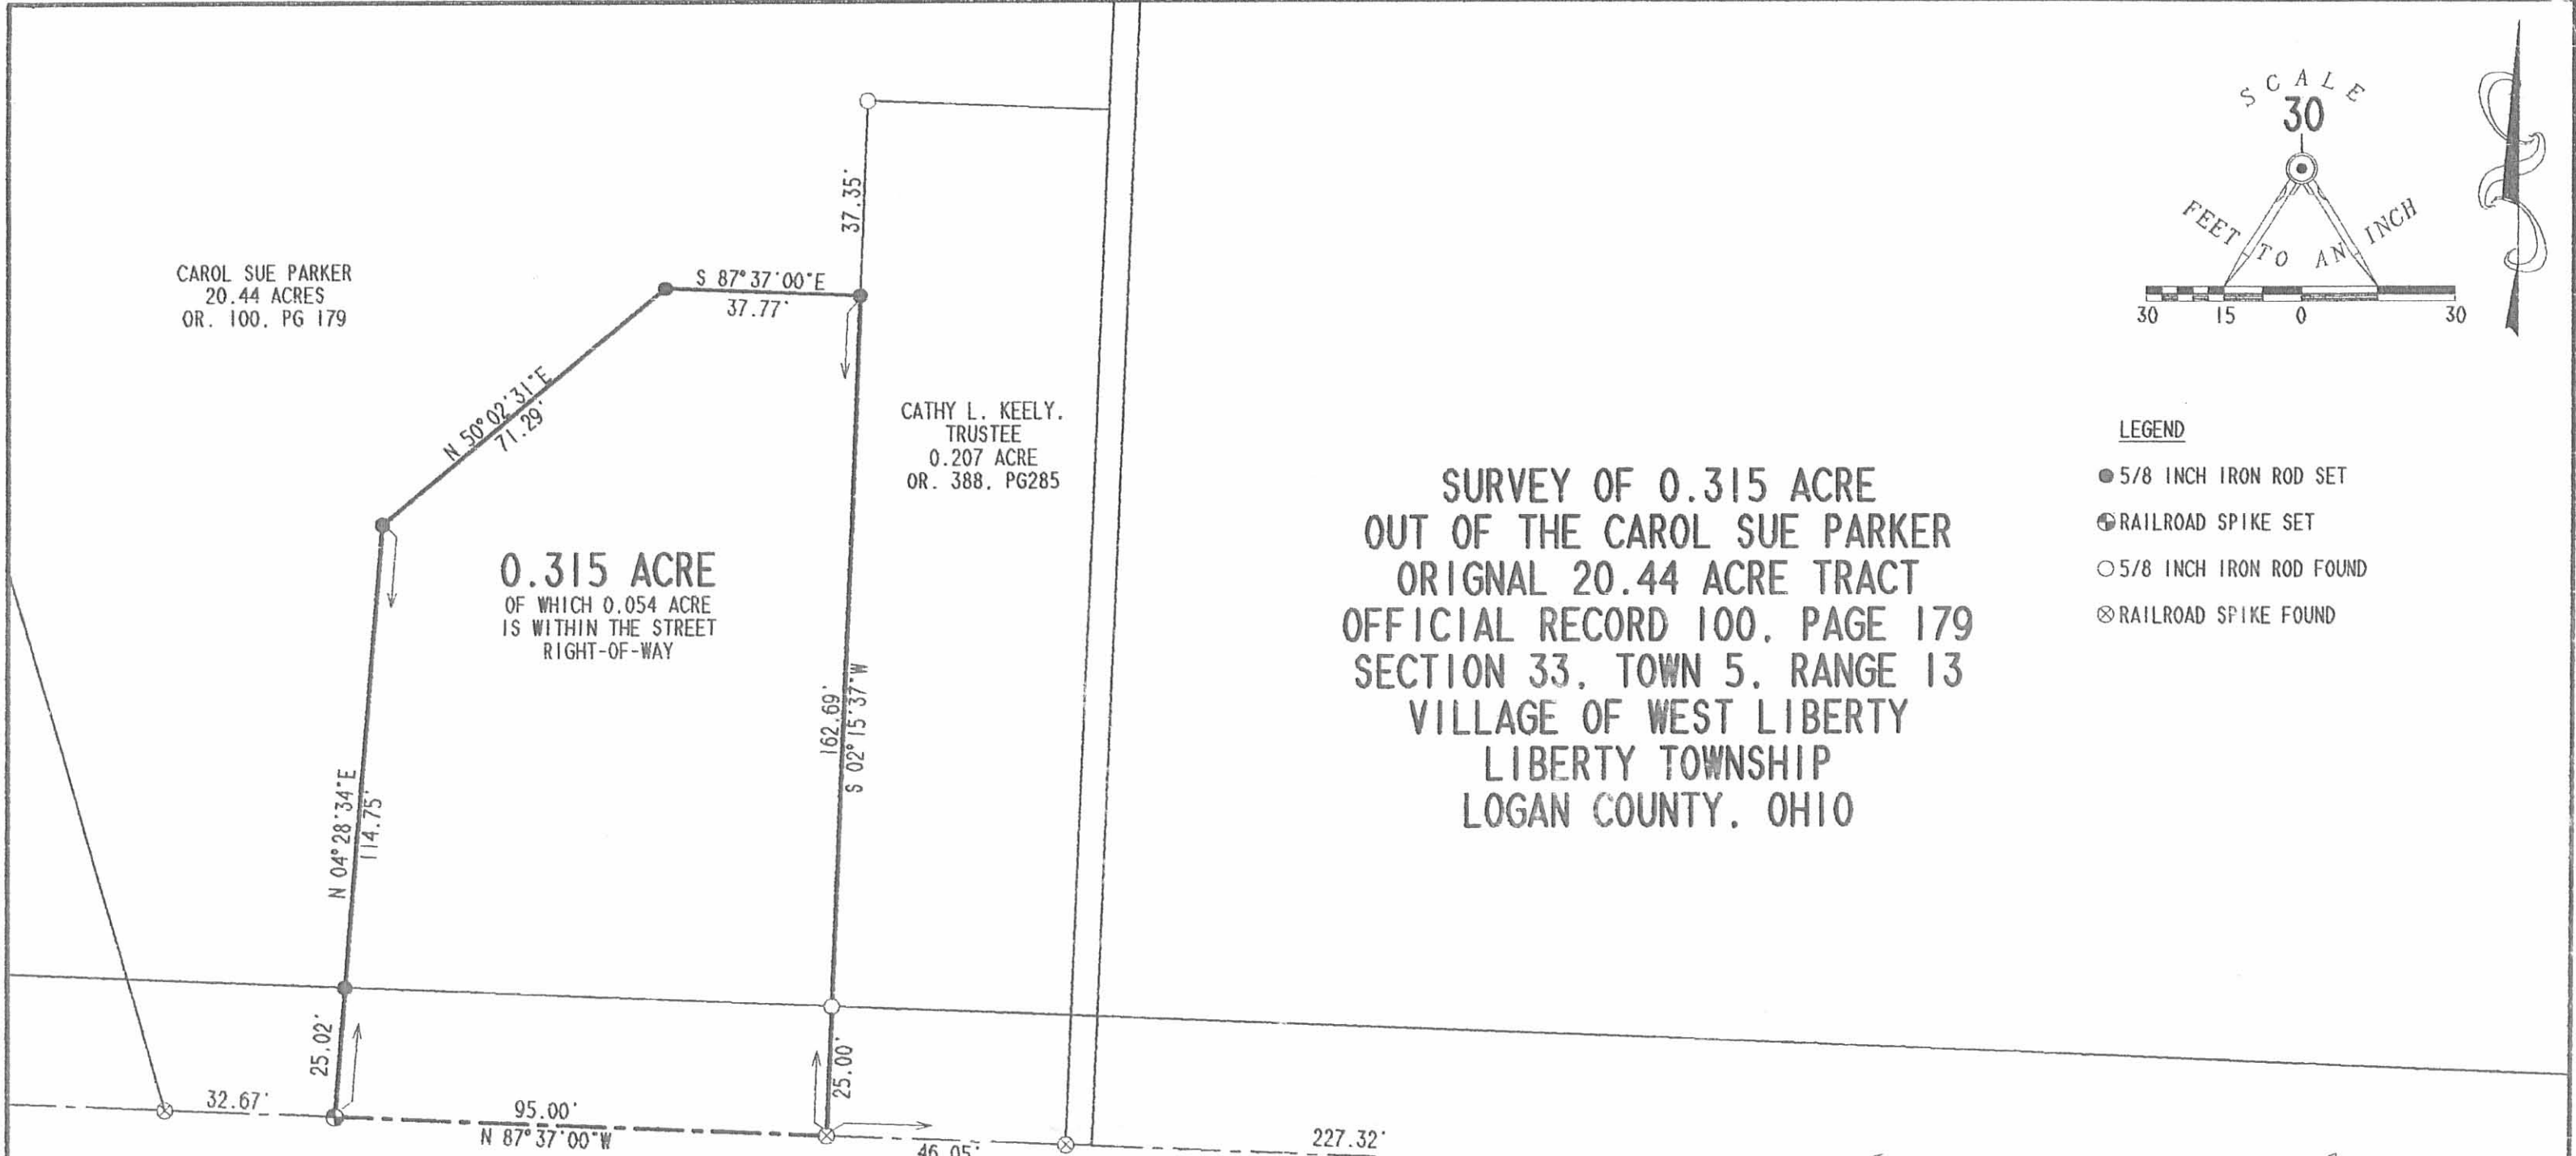 SCALE
30
FEET TO AN INCH
30 15 0 30
37.35'
CAROL SUE PARKER
20.44 ACRES
OR. 100. PG 179
S 87°37'00"E
37.77'
N 50°02'31"E
71.29'
CATHY L. KEELY.
TRUSTEE
0.207 ACRE
OR. 388. PG285
LEGEND
5/8 INCH IRON ROD SET
RAILROAD SPIKE SET
5/8 INCH IRON ROD FOUND
RAILROAD SPIKE FOUND
SURVEY OF 0.315 ACRE
OUT OF THE CAROL SUE PARKER
ORIGNAL 20.44 ACRE TRACT
OFFICIAL RECORD 100. PAGE 179
SECTION 33. TOWN 5. RANGE 13
VILLAGE OF WEST LIBERTY
LIBERTY TOWNSHIP
LOGAN COUNTY. OHIO
0.315 ACRE
OF WHICH 0.054 ACRE
IS WITHIN THE STREET
RIGHT-OF-WAY
162.69'
S 02°15'37"W
N 04°28'34"E
114.75'
25.02'
25.00'
32.67'
95.00'
N 87°37'00"W
46.05'
227.32'